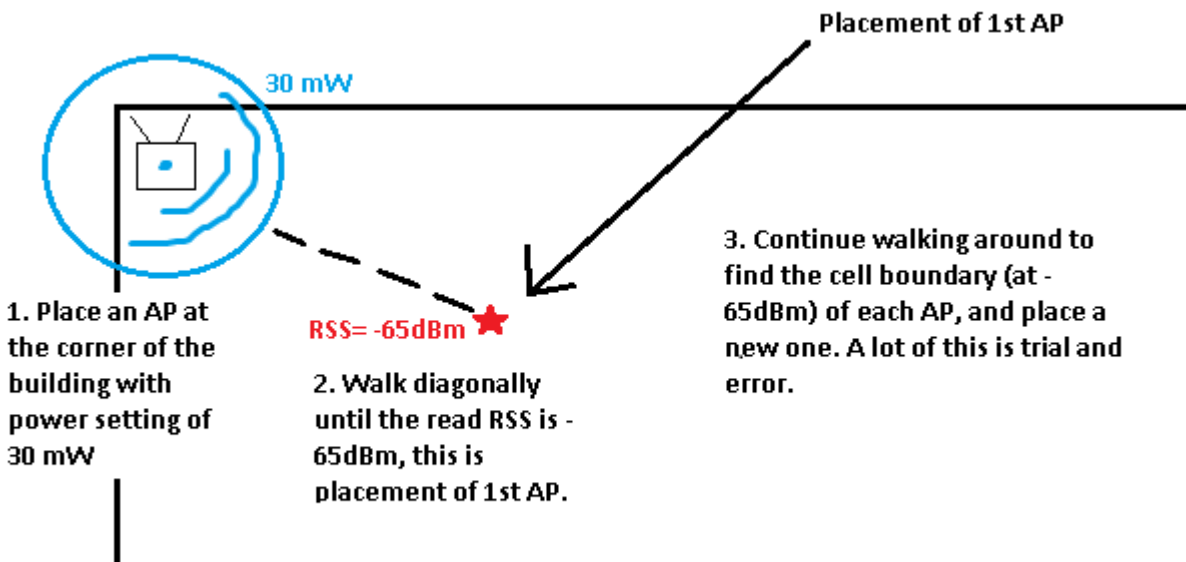 Placement of 1st AP
30 mW
1. Place an AP at
the corner of the
building with
power setting of
30 mW
RSS= -65dBm
2. Walk diagonally
until the read RSS is -
65dBm, this is
placement of 1st AP.
3. Continue walking around to
find the cell boundary (at -
65dBm) of each AP, and place a
new one. A lot of this is trial and
error.